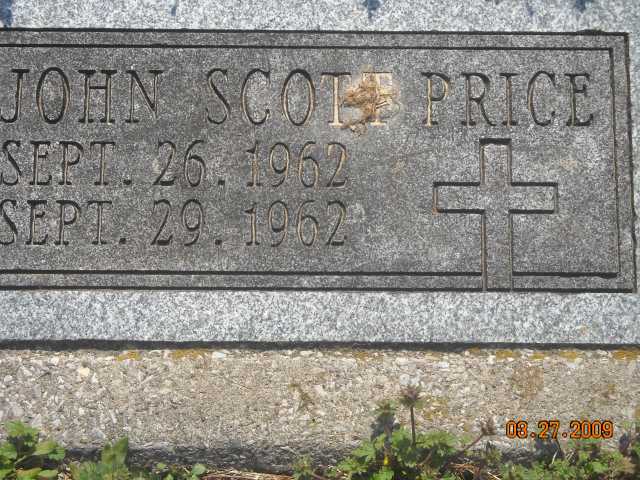 JOHN SCOTT PRICE
SEPT. 26. 1962
SEPT. 29. 1962
03.27.2009